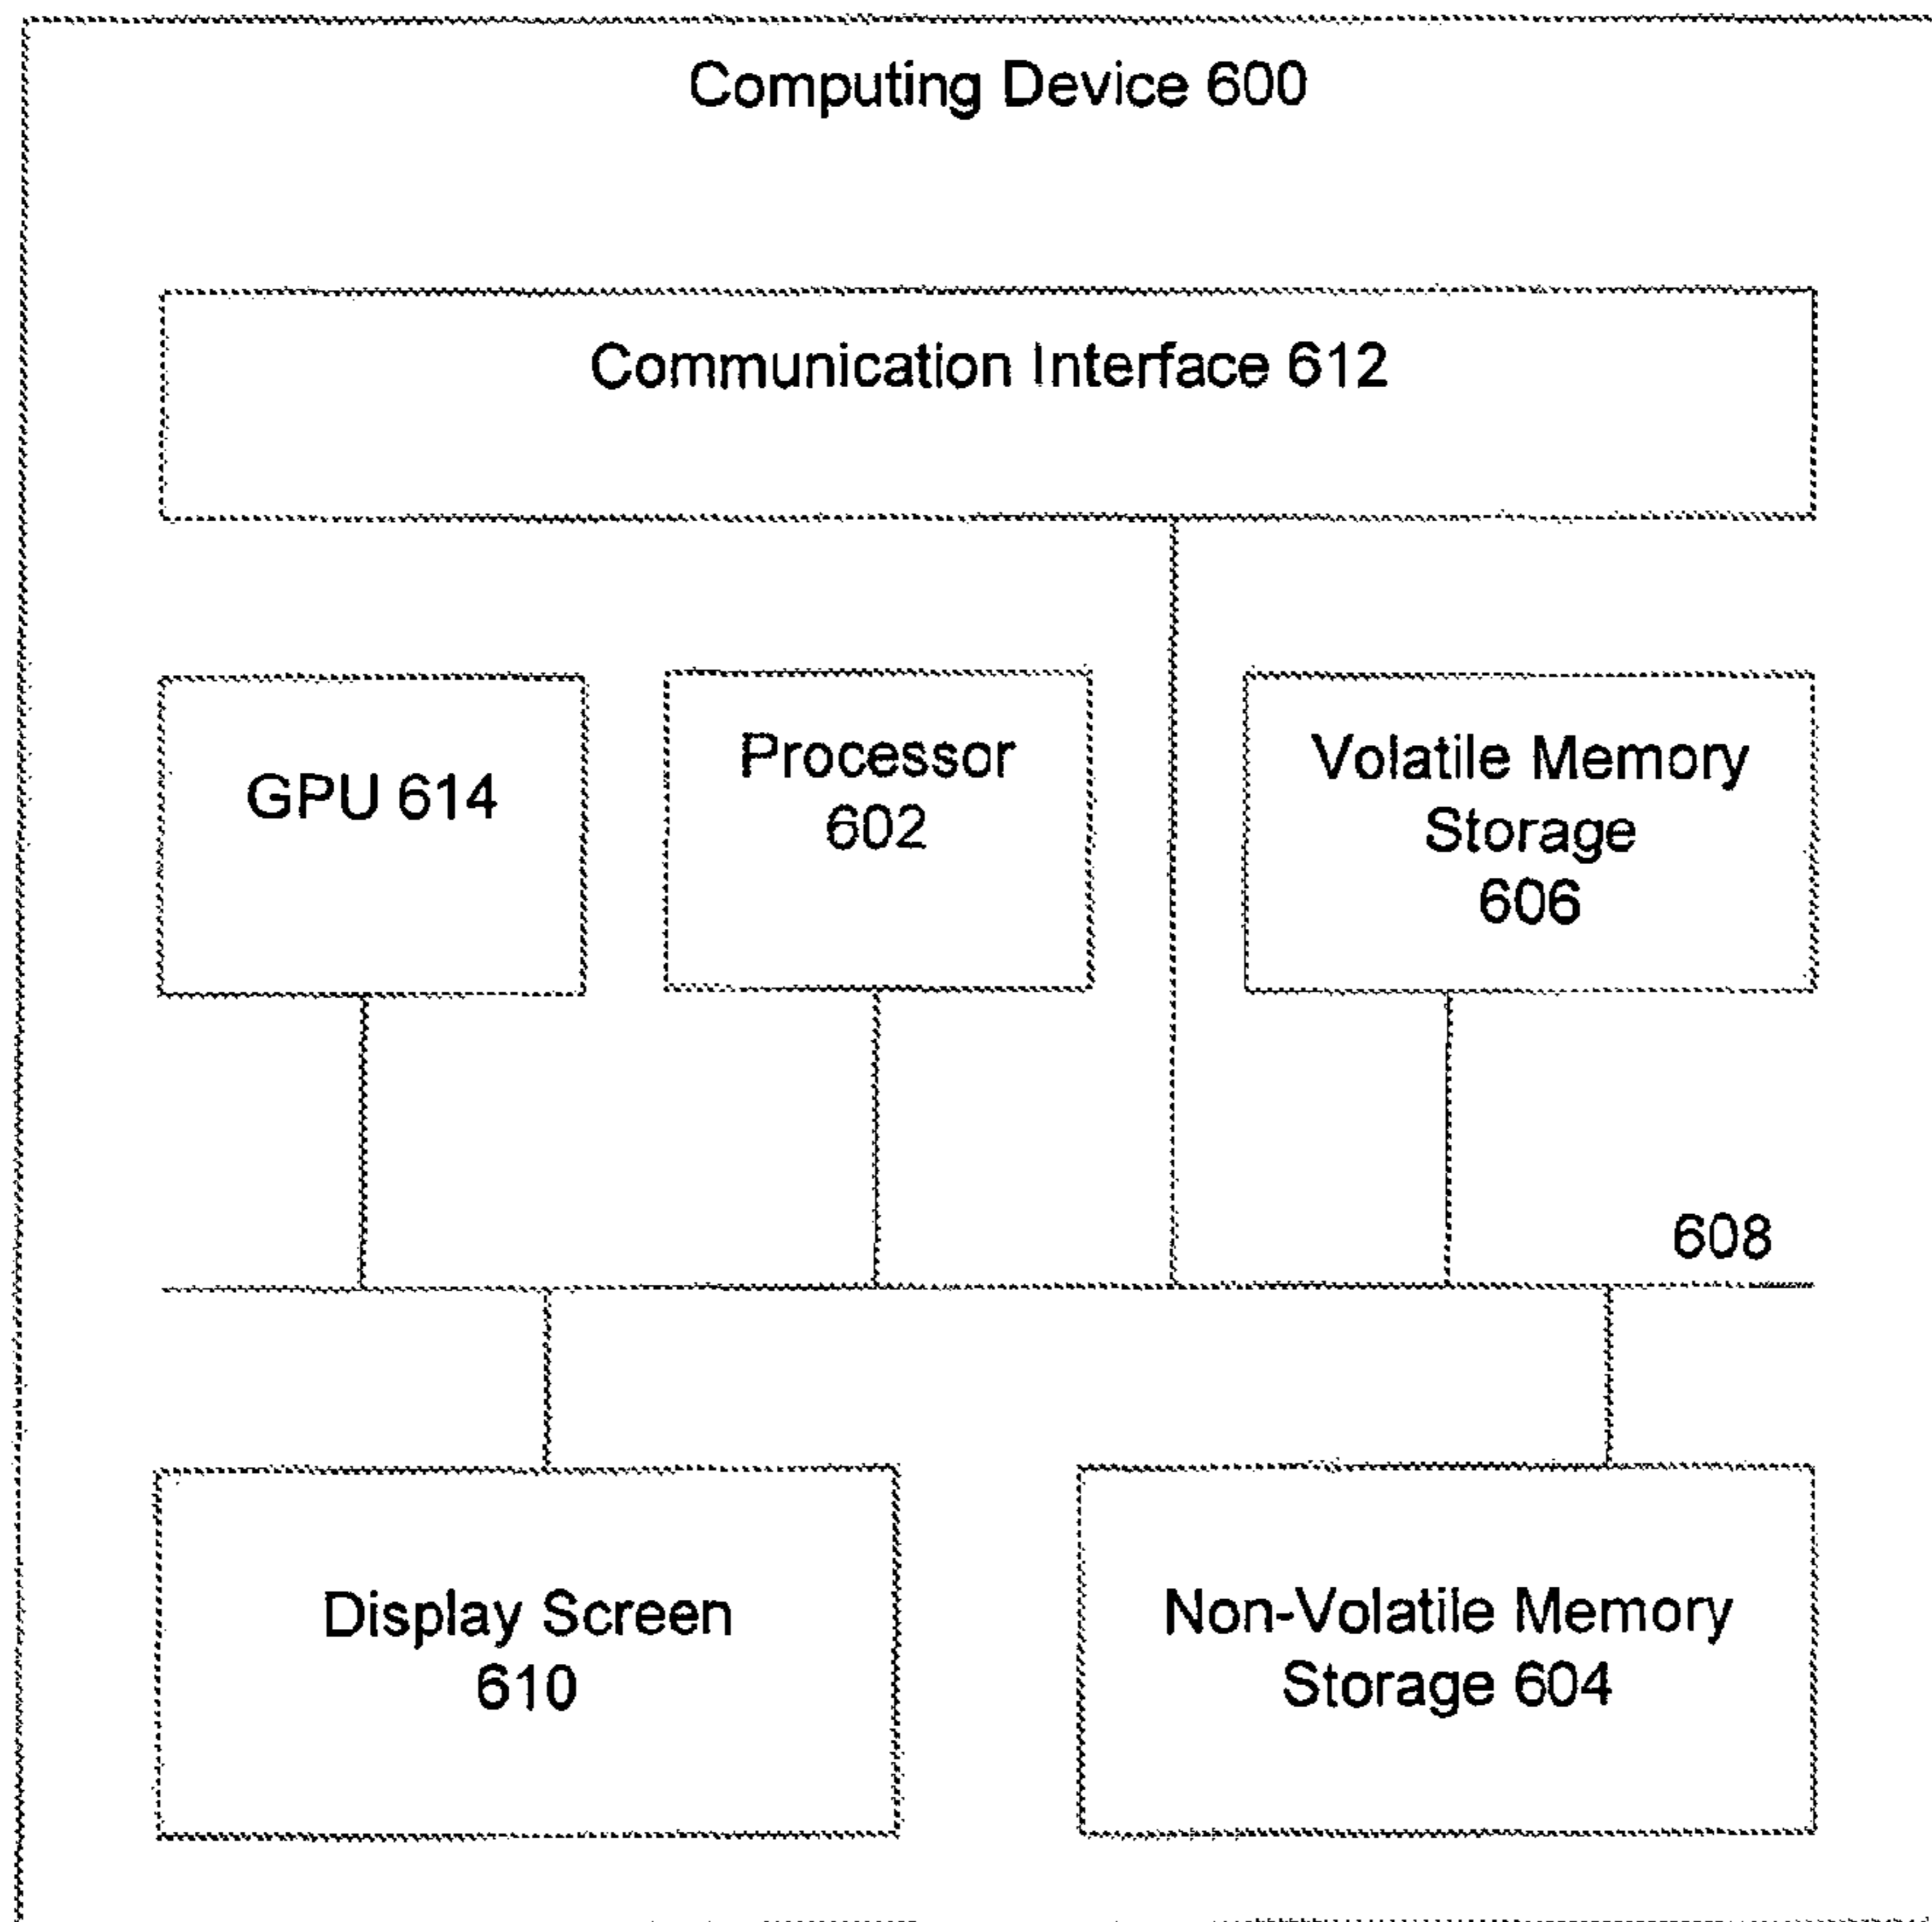 Computing Device 600
Communication Interface 612
GPU 614
Processor
602
Volatile Memory
Storage
606
608
Display Screen
610
Non-Volatile Memory
Storage 604